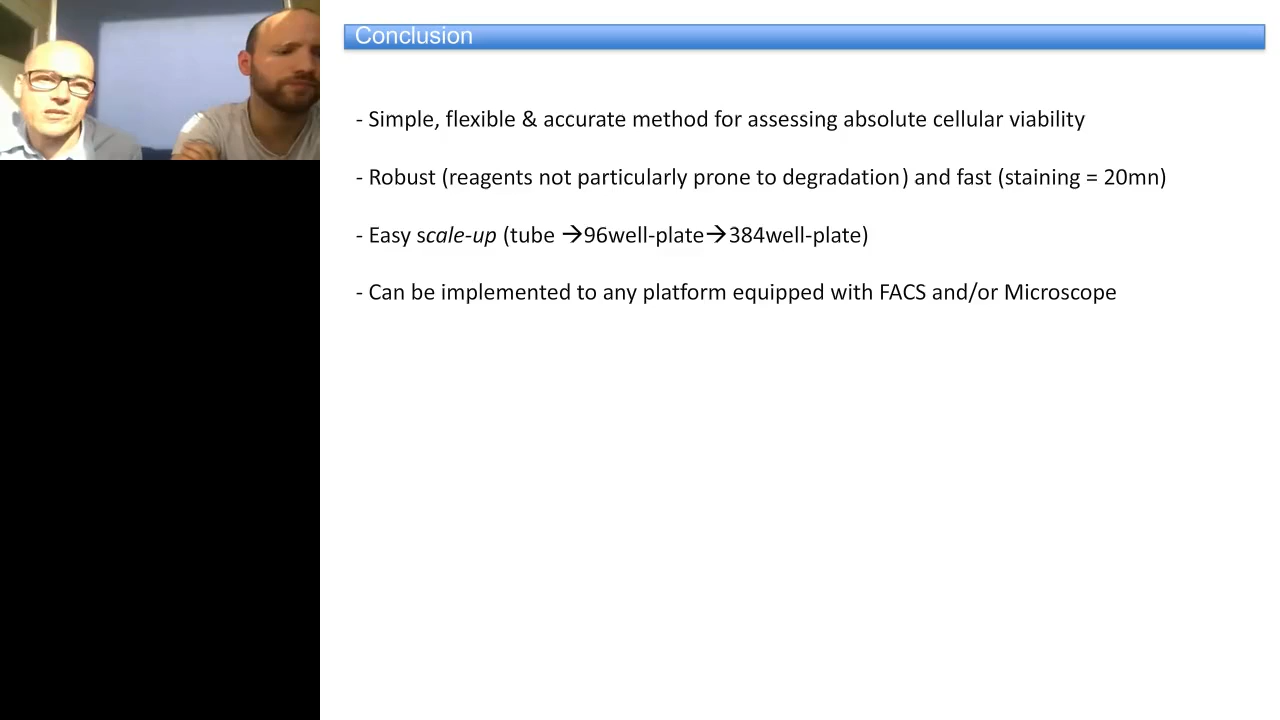 Conclusion
- Simple, flexible & accurate method for assessing absolute cellular viability
- Robust (reagents not particularly prone to degradation) and fast (staining = 20mn)
- Easy scale-up (tube →96well-plate→384well-plate)
- Can be implemented to any platform equipped with FACS and/or Microscope